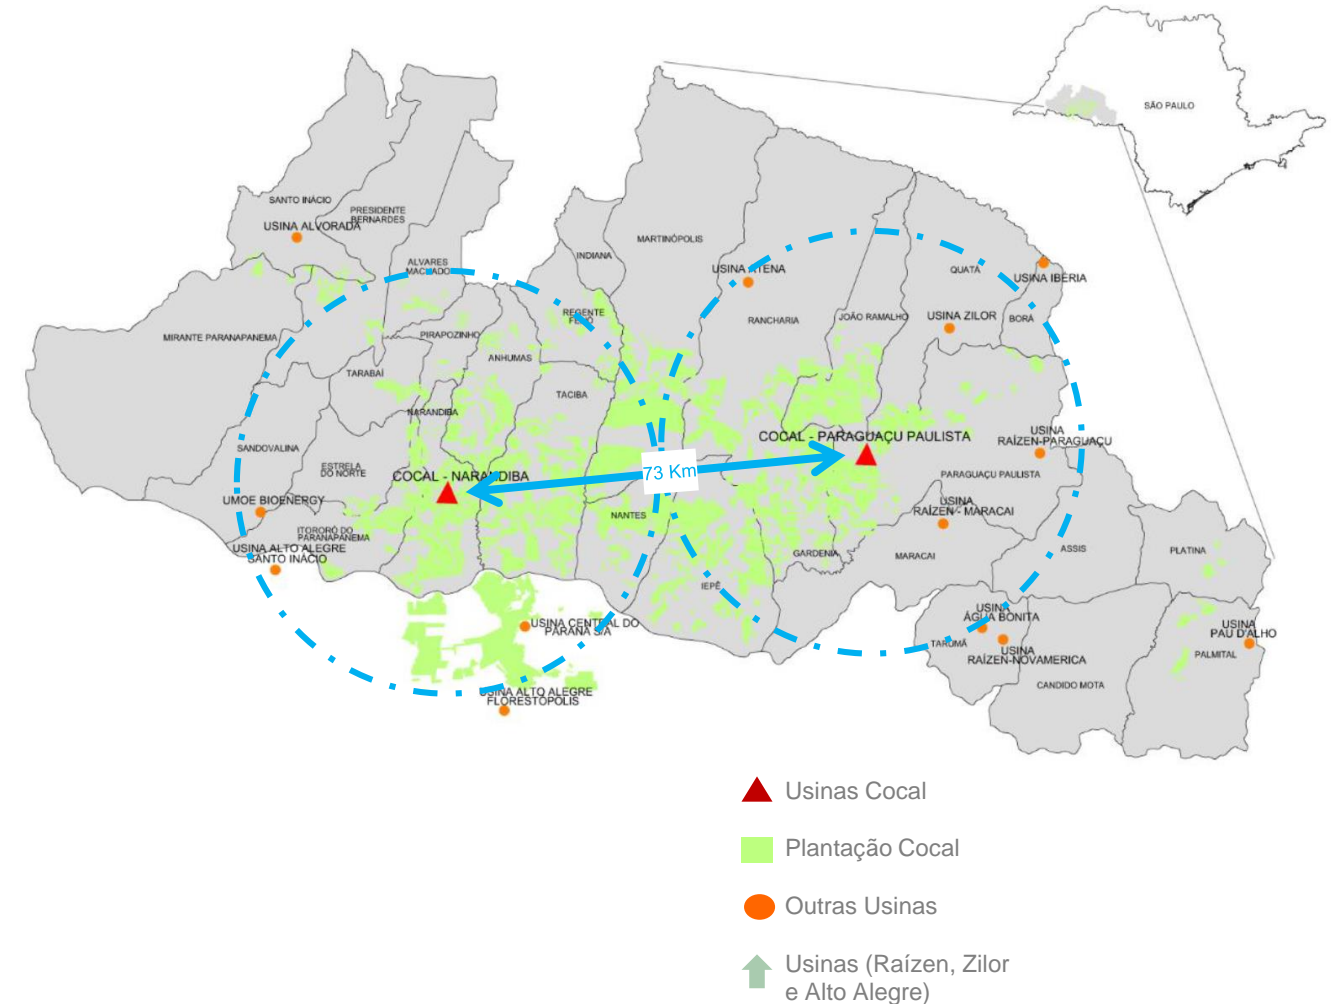 SÃO PAULO
SANTO INÁCIO
PRESIDENTE
BERNARDES
USINA ALVORADA
MARTINÓPOLIS
INDIANA
ALVARES
MACHADO
USINA ATENA
QUATÁ
USINA IBÉRIA
REGENTE
FEIJÓ
RANCHARIA
JOÃO RAMALHO
USINA ZILOR
BORÁ
MIRANTE PARANAPANEMA
PIRAPOZINHO
ANHUMAS
TARABAÍ
TACIBA
NARANDIBA
COCAL - PARAGUAÇU PAULISTA
USINA
RAÍZEN-PARAGUAÇU
SANDOVALINA
ESTRELA
DO NORTE
COCAL - NARANDIBA
73 Km
PARAGUAÇU PAULISTA
UMOE BIOENERGY
USINA
RAÍZEN - MARACAI
NANTES
ITORORÓ DO
PARANAPANEMA
USINA ALTO ALEGRE
SANTO INÁCIO
GARDENIA
MARACAI
ASSIS
PLATINA
IEPÊ
USINA
ÁGUA BONITA
USINA CENTRAL DO
PARANÁ S/A
TARUMÃ
USINA
RAÍZEN-NOVAMERICA
USINA
PAU D'ALHO
PALMITAL
CANDIDO MOTA
USINA ALTO ALEGRE
FLORESTÓPOLIS
Usinas Cocal
Plantação Cocal
Outras Usinas
Usinas (Raízen, Zilor
e Alto Alegre)